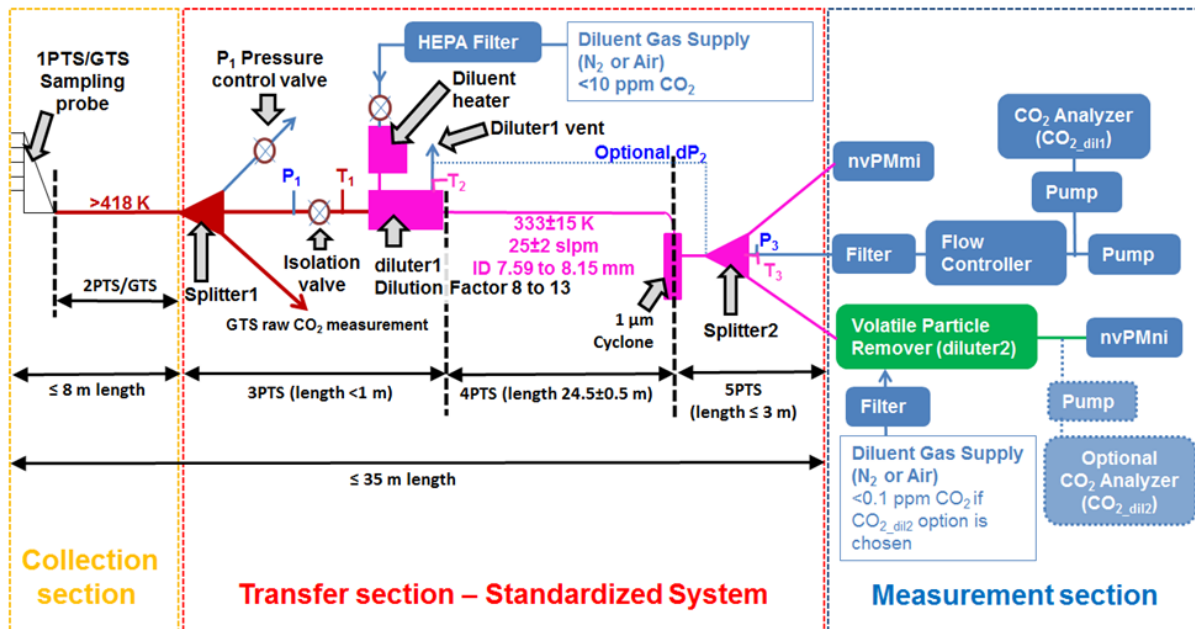 1PTS/GTS
Sampling
probe
P1 Pressure
control valve
HEPA Filter
Diluent Gas Supply
(N2 or Air)
<10 ppm CO2
Diluent
heater
Diluter1 vent
Optional dP2
CO2 Analyzer
(CO2_dil1)
nvPMmi
Pump
>418 K
P1
T1
T2
333±15 K
25±2 slpm
ID 7.59 to 8.15 mm
P3
T3
Filter
Flow
Controller
Pump
2PTS/GTS
Splitter1
Isolation
valve
diluter1
Dilution Factor 8 to 13
GTS raw CO2 measurement
1 µm
Cyclone
Splitter2
Volatile Particle
Remover (diluter2)
nvPMni
≤ 8 m length
3PTS (length <1 m)
4PTS (length 24.5±0.5 m)
5PTS
(length ≤ 3 m)
Filter
Pump
≤ 35 m length
Diluent Gas Supply
(N2 or Air)
<0.1 ppm CO2 if
CO2_dil2 option is
chosen
Optional
CO2 Analyzer
(CO2_dil2)
Collection
section
Transfer section – Standardized System
Measurement section